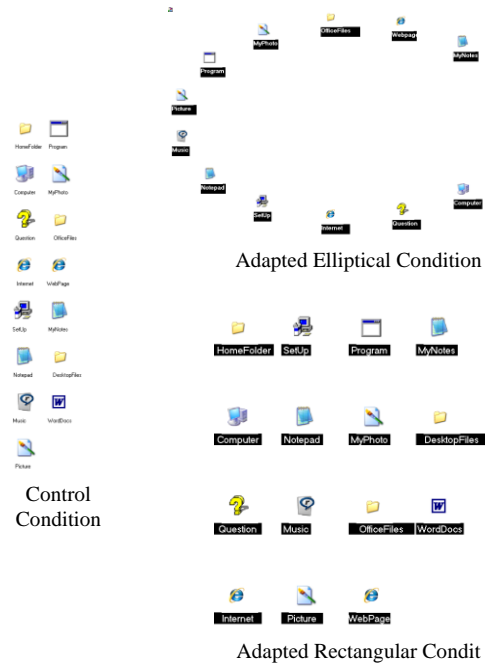 OfficeFiles
Webpage
MyPhoto
MyNotes
Program
Picture
Music
Notepad
SetUp
Internet
Question
Computer
Adapted Elliptical Condition
HomeFolder Program
Computer MyPhoto
Question OfficeFiles
Internet WebPage
SetUp MyNotes
Notepad DesktopFiles
Music WordDocs
Picture
Control
Condition
HomeFolder SetUp Program MyNotes
Computer Notepad MyPhoto DesktopFiles
Question Music OfficeFiles WordDocs
Internet Picture WebPage
Adapted Rectangular Condit